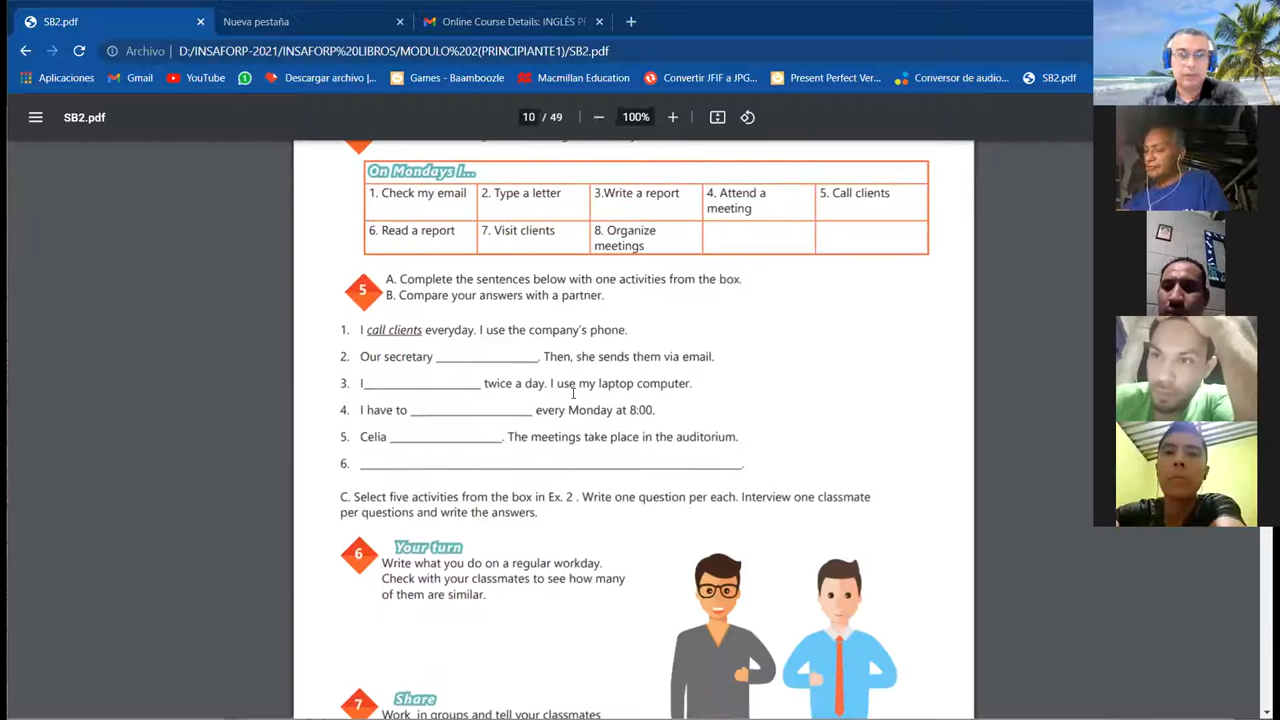 SB2.pdf
Nueva pestaña
Online Course Details: INGLÉS PI
Archivo
D:/INSAFORP-2021/INSAFORP%20LIBROS/MODULO%202(PRINCIPIANTE1)/SB2.pdf
Aplicaciones
Gmail
YouTube
Descargar archivo |...
Games - Baamboozle
Macmillan Education
Convertir JFIF a JPG...
Present Perfect Ver...
Conversor de audio...
SB2.pdf
SB2.pdf
10 / 49
100%
On Mondays I...
1. Check my email
2. Type a letter
3.Write a report
4. Attend a
meeting
5. Call clients
6. Read a report
7. Visit clients
8. Organize
meetings
5
A. Complete the sentences below with one activities from the box.
B. Compare your answers with a partner.
1. I call clients everyday. I use the company's phone.
2. Our secretary ________________. Then, she sends them via email.
3. I__________________ twice a day. I use my laptop computer.
4. I have to ___________________ every Monday at 8:00.
5. Celia _________________. The meetings take place in the auditorium.
6. ____________________________________________________________.
C. Select five activities from the box in Ex. 2 . Write one question per each. Interview one classmate
per questions and write the answers.
6
Your turn
Write what you do on a regular workday.
Check with your classmates to see how many
of them are similar.
7
Share
Work in groups and tell your classmates